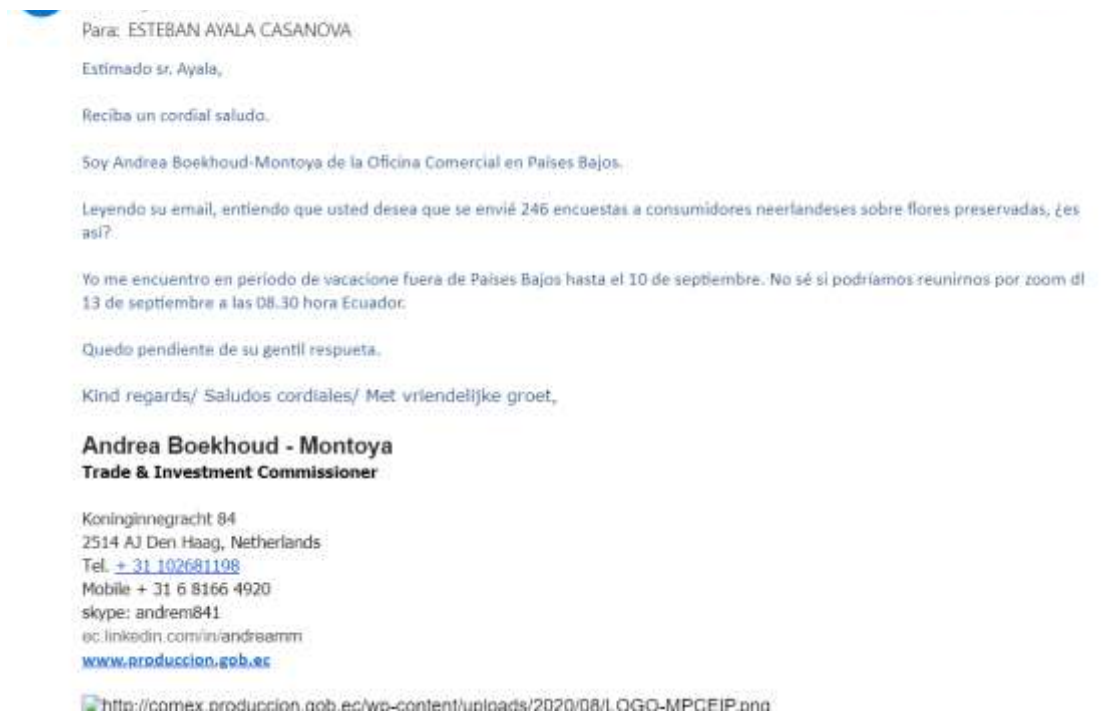 Para: ESTEBAN AYALA CASANOVA
Estimado sr. Ayala,
Reciba un cordial saludo.
Soy Andrea Boekhoud-Montoya de la Oficina Comercial en Países Bajos.
Leyendo su email, entiendo que usted desea que se envié 246 encuestas a consumidores neerlandeses sobre flores preservadas, ¿es
así?
Yo me encuentro en período de vacacione fuera de Países Bajos hasta el 10 de septiembre. No sé si podríamos reunirnos por zoom dl
13 de septiembre a las 08.30 hora Ecuador.
Quedo pendiente de su gentil respueta.
Kind regards/ Saludos cordiales/ Met vriendelijke groet,
Andrea Boekhoud - Montoya
Trade & Investment Commissioner
Koninginnegracht 84
2514 AJ Den Haag, Netherlands
Tel. + 31 102681198
Mobile + 31 6 8166 4920
skype: andrem841
ec.linkedin.com/in/andreamm
www.produccion.gob.ec
http://comex.produccion.gob.ec/wp-content/uploads/2020/08/LOGO-MPCEIP.png